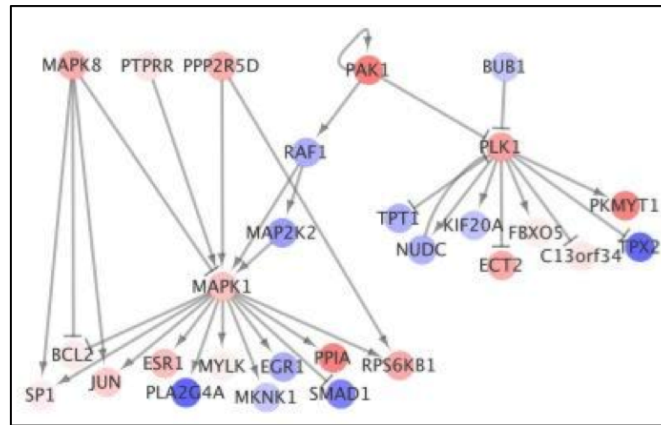 MAPK8 PTPRR PPP2R5D PAK1 BUB1
RAF1 PLK1
MAP2K2 TPT1 NUDC KIF20A FBXO5 PKMYT1
ECT2 C13orf34 TPX2
MAPK1
BCL2 ESR1 MYLK EGR1 PPIA RPS6KB1
SP1 JUN PLA2G4A MKNK1 SMAD1